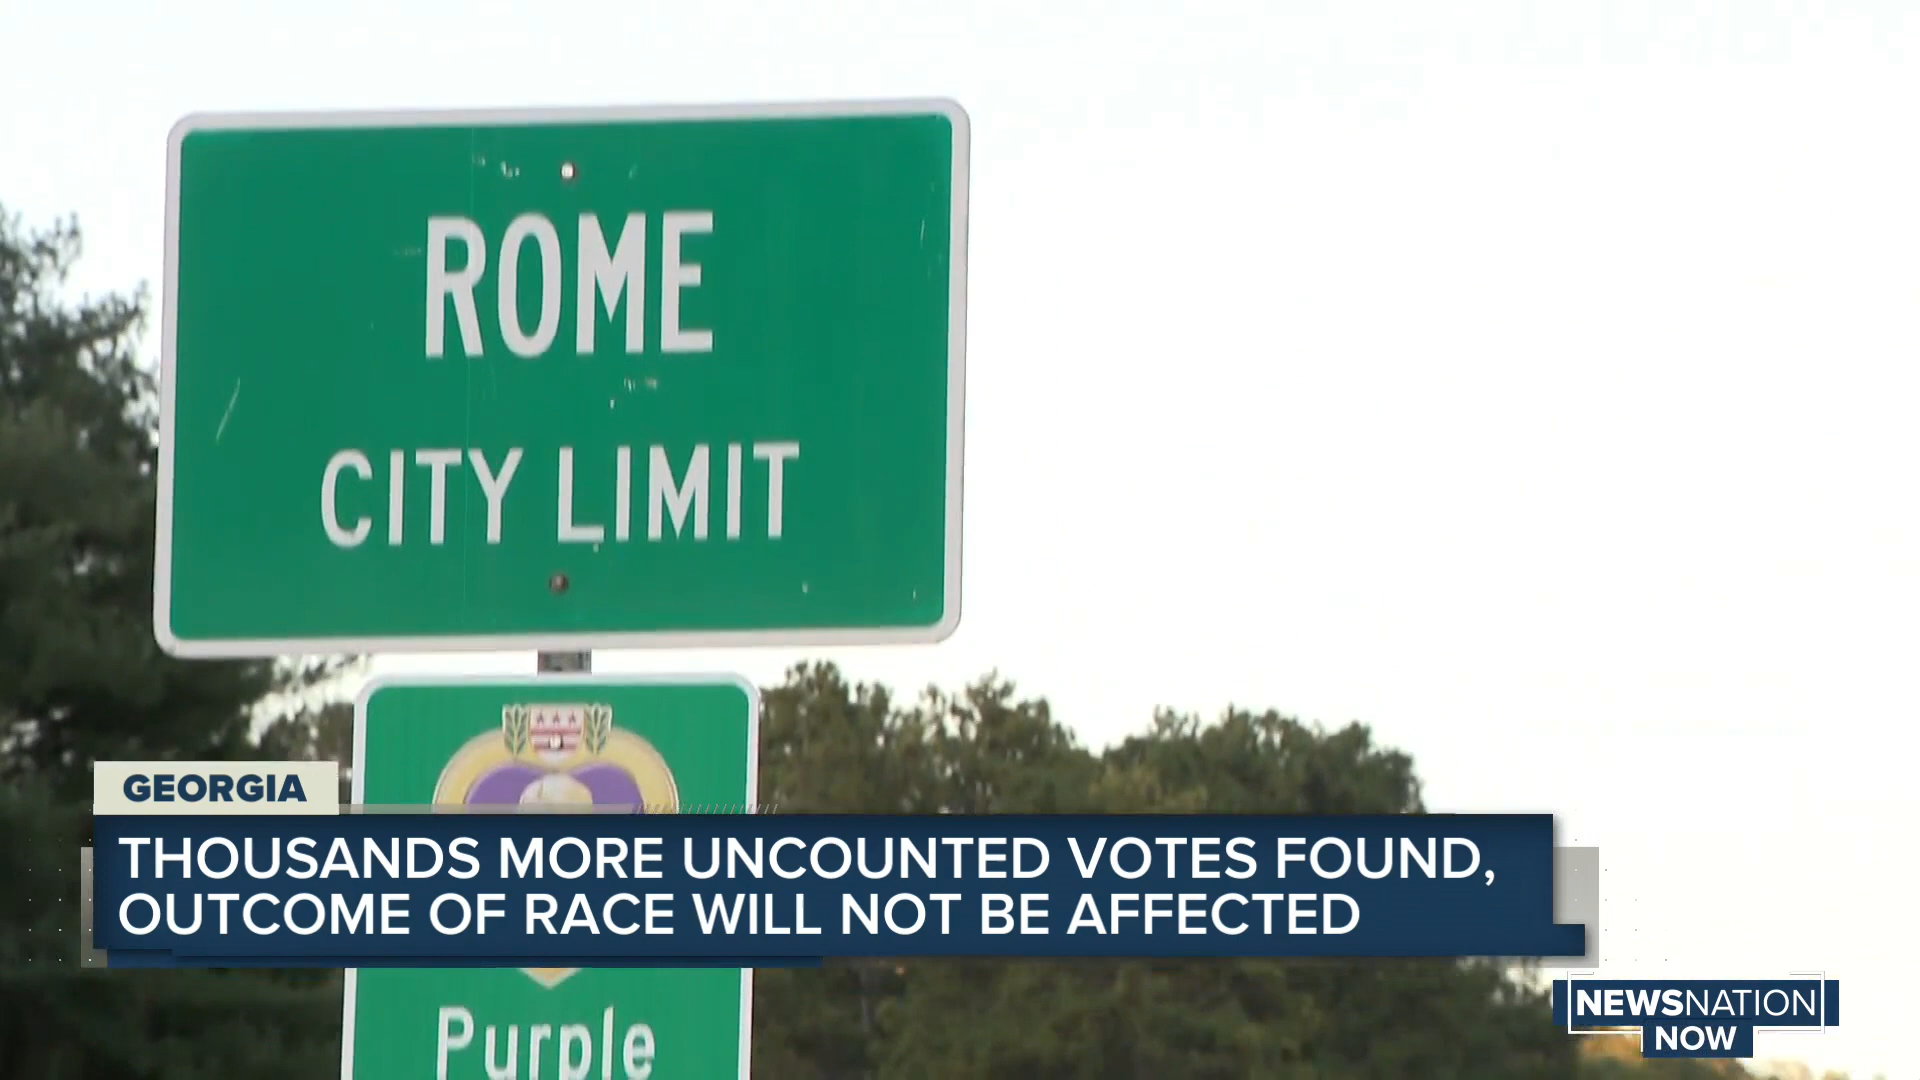 ROME
CITY LIMIT
GEORGIA
THOUSANDS MORE UNCOUNTED VOTES FOUND,
OUTCOME OF RACE WILL NOT BE AFFECTED
Purple
NEWSNATION
NOW